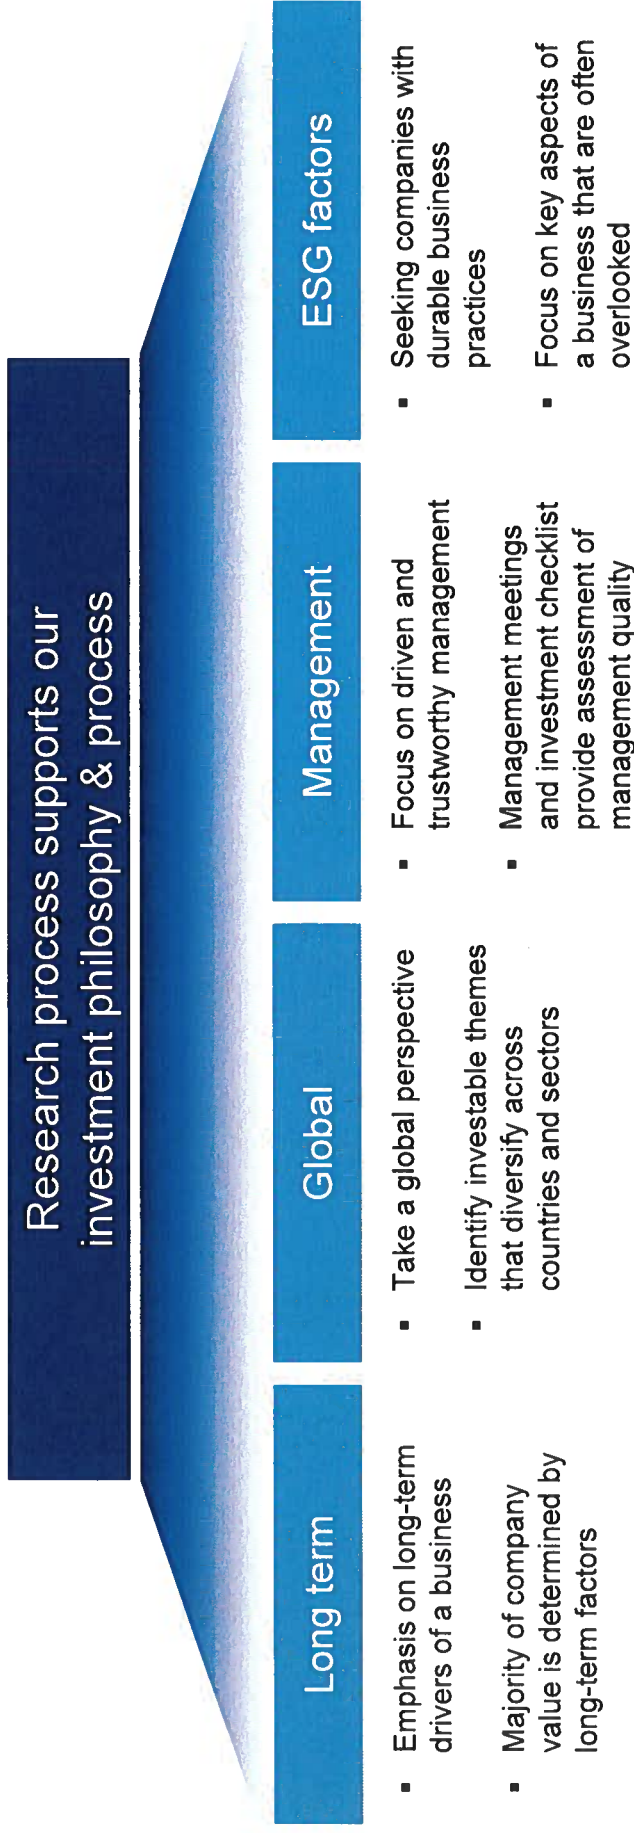 Research process supports our
investment philosophy & process
Long term
▪ Emphasis on long-term
drivers of a business
▪ Majority of company
value is determined by
long-term factors
Global
▪ Take a global perspective
▪ Identify investable themes
that diversify across
countries and sectors
Management
▪ Focus on driven and
trustworthy management
▪ Management meetings
and investment checklist
provide assessment of
management quality
ESG factors
▪ Seeking companies with
durable business
practices
▪ Focus on key aspects of
a business that are often
overlooked